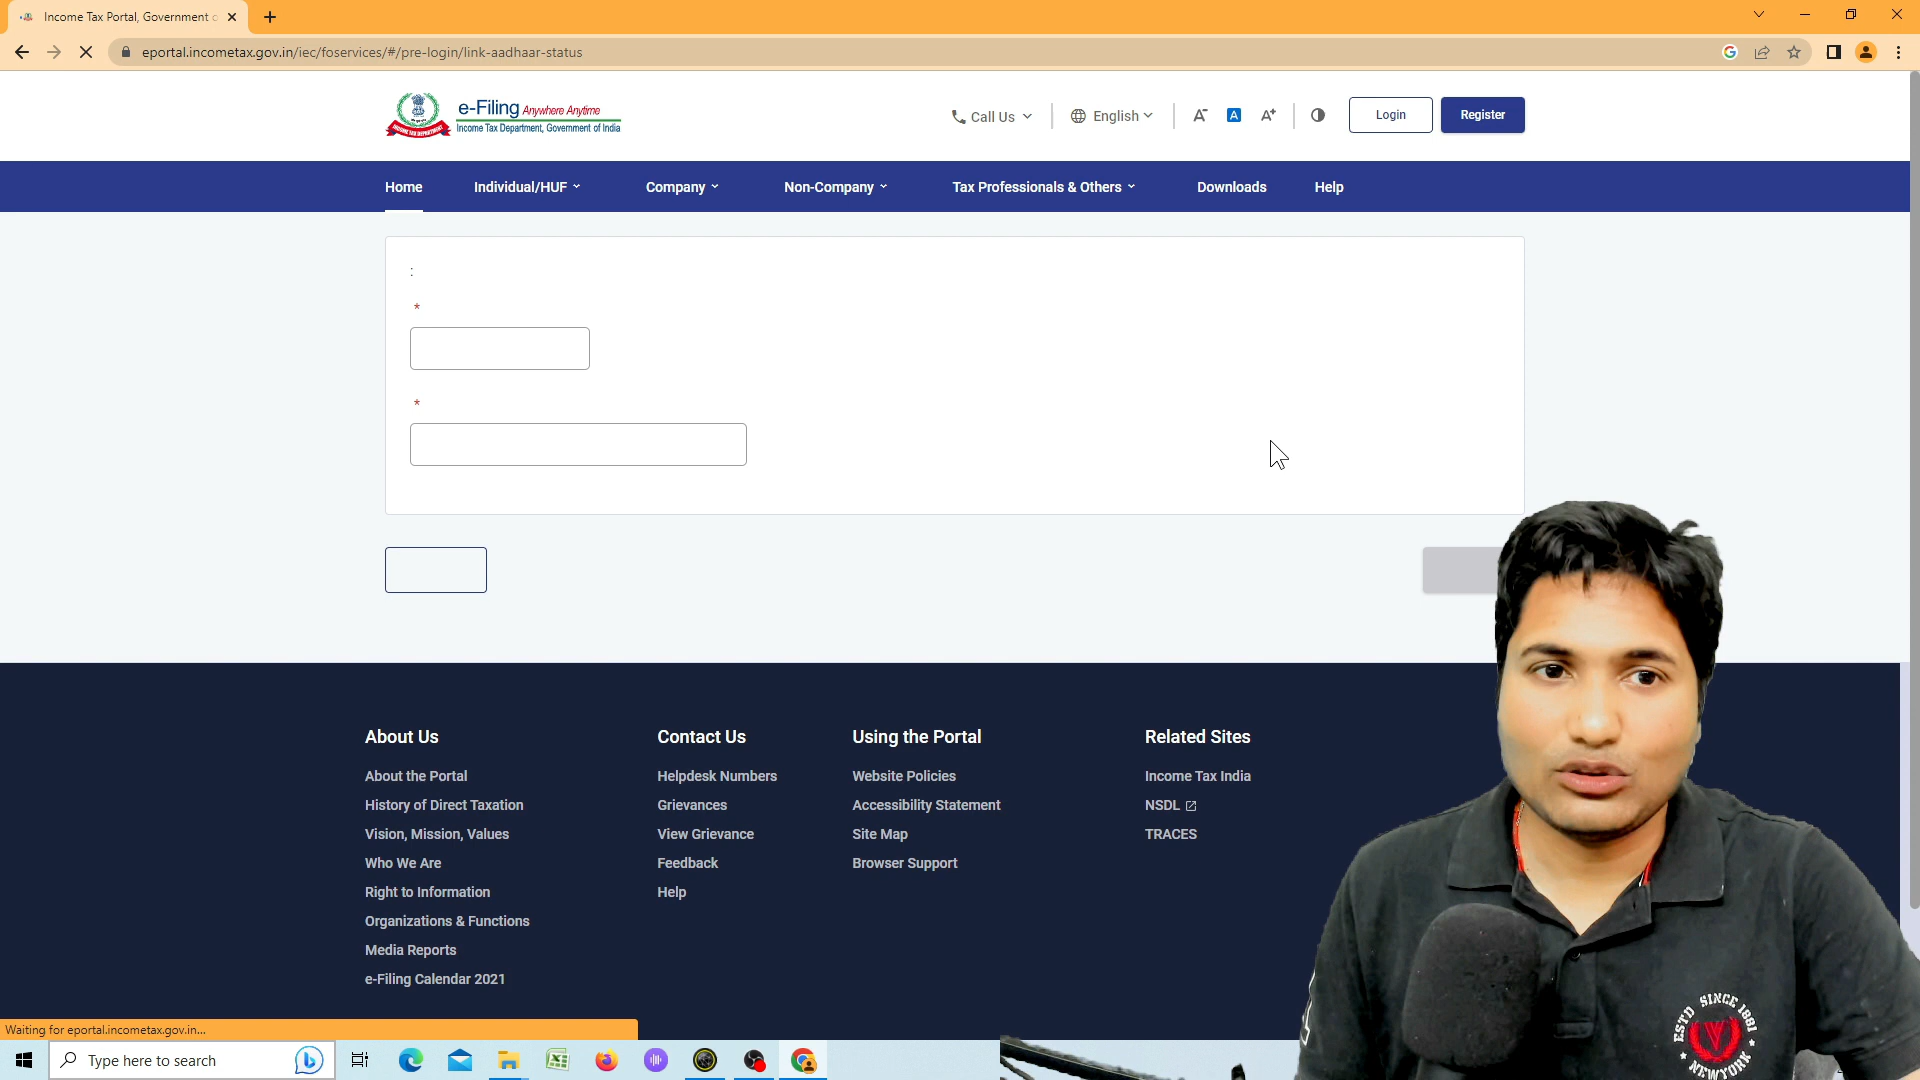 Income Tax Portal, Government
eportal.incometax.gov.in/iec/foservices/#/pre-login/link-aadhaar-status
e-Filing Anywhere Anytime
Income Tax Department, Government of India
Call Us
English
A-
A
A+
Login
Register
Home
Individual/HUF
Company
Non-Company
Tax Professionals & Others
Downloads
Help
:
*
*
About Us
About the Portal
History of Direct Taxation
Vision, Mission, Values
Who We Are
Right to Information
Organizations & Functions
Media Reports
e-Filing Calendar 2021
Contact Us
Helpdesk Numbers
Grievances
View Grievance
Feedback
Help
Using the Portal
Website Policies
Accessibility Statement
Site Map
Browser Support
Related Sites
Income Tax India
NSDL
TRACES
Waiting for eportal.incometax.gov.in...
Type here to search
ESTD SINCE 1881
NEWYORK